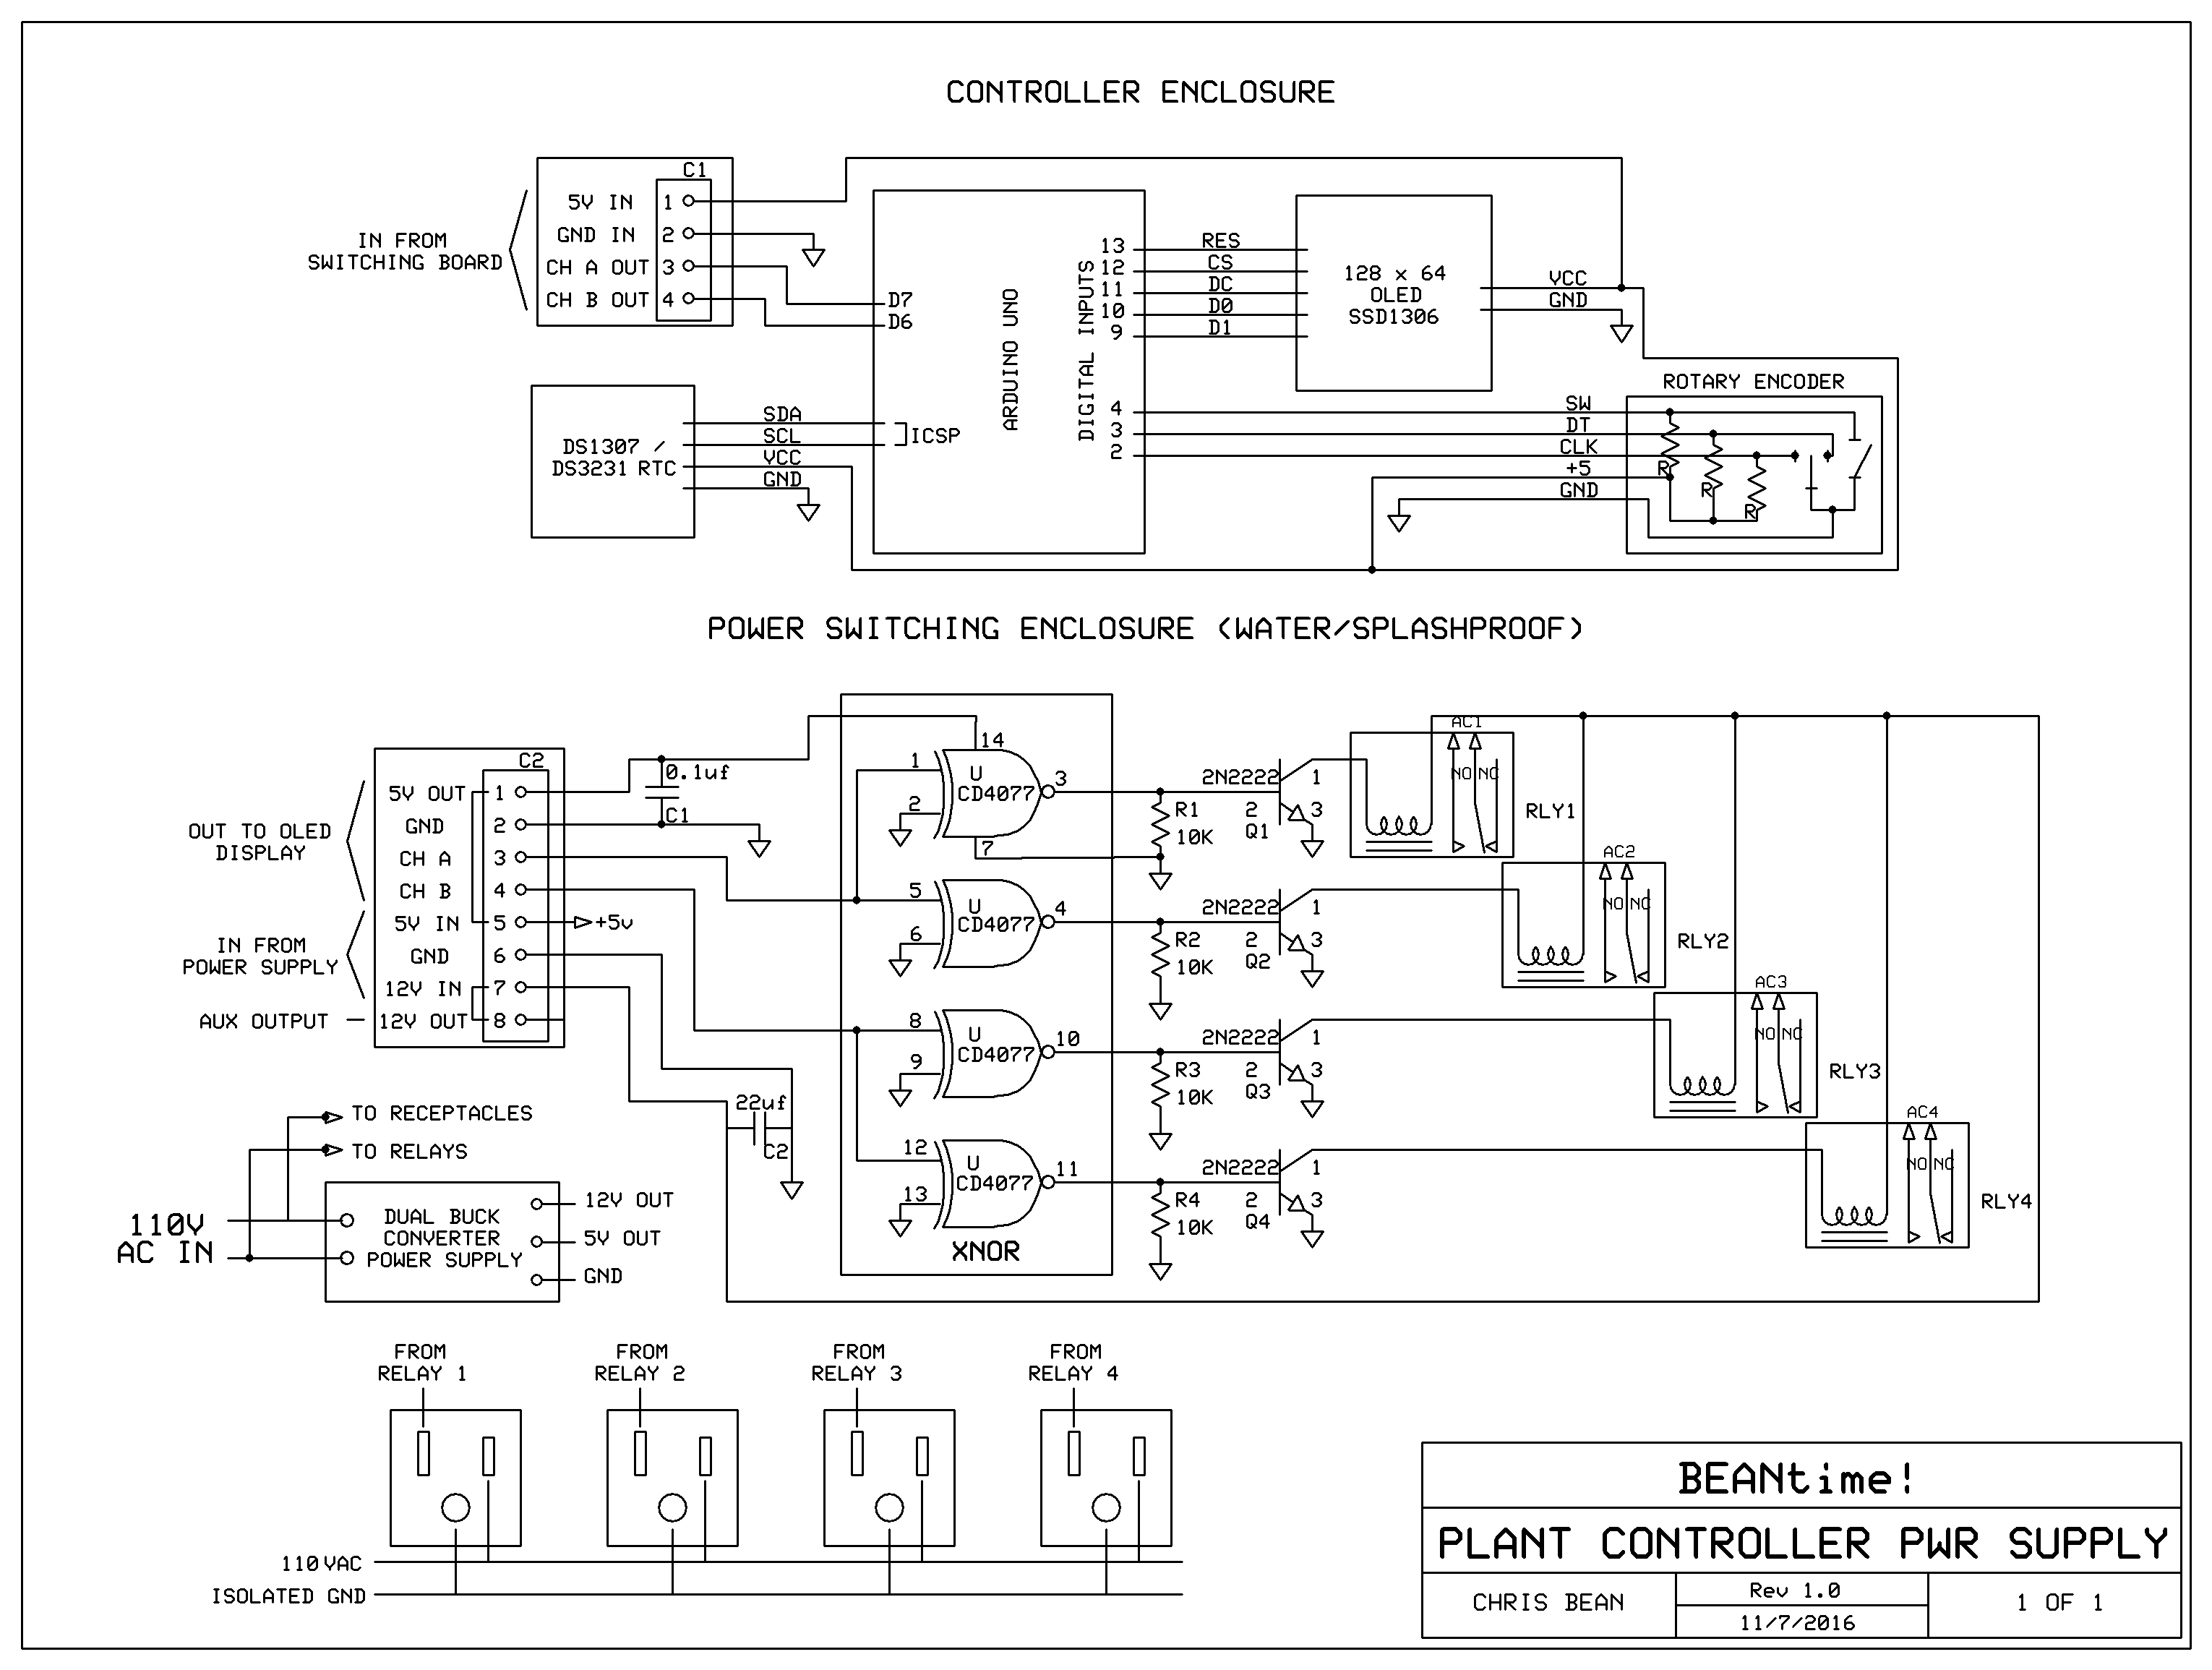 CONTROLLER ENCLOSURE
C1
5V IN 1
GND IN 2
CH A OUT 3
CH B OUT 4
IN FROM
SWITCHING BOARD
D7
D6
ARDUINO UNO
DIGITAL INPUTS
13 RES
12 CS
11 DC
10 D0
9 D1
128 x 64
OLED
SSD1306
VCC
GND
4 SW
3 DT
2 CLK
+5
GND
ROTARY ENCODER
R
R
R
DS1307 /
DS3231 RTC
SDA
SCL
VCC
GND
ICSP
POWER SWITCHING ENCLOSURE (WATER/SPLASHPROOF)
C2
5V OUT 1
GND 2
CH A 3
CH B 4
5V IN 5
GND 6
12V IN 7
12V OUT 8
OUT TO OLED
DISPLAY
IN FROM
POWER SUPPLY
AUX OUTPUT
+5v
0.1uf
C1
22uf
C2
14
1
2
U
CD4077
3
7
5
6
U
CD4077
4
8
9
U
CD4077
10
12
13
U
CD4077
11
XNOR
R1
10K
R2
10K
R3
10K
R4
10K
2N2222 1
2 3
Q1
2N2222 1
2 3
Q2
2N2222 1
2 3
Q3
2N2222 1
2 3
Q4
AC1
NO NC
RLY1
AC2
NO NC
RLY2
AC3
NO NC
RLY3
AC4
NO NC
RLY4
TO RECEPTACLES
TO RELAYS
110V
AC IN
DUAL BUCK
CONVERTER
POWER SUPPLY
12V OUT
5V OUT
GND
FROM
RELAY 1
FROM
RELAY 2
FROM
RELAY 3
FROM
RELAY 4
110 VAC
ISOLATED GND
BEANtime!
PLANT CONTROLLER PWR SUPPLY
CHRIS BEAN
Rev 1.0
11/7/2016
1 OF 1